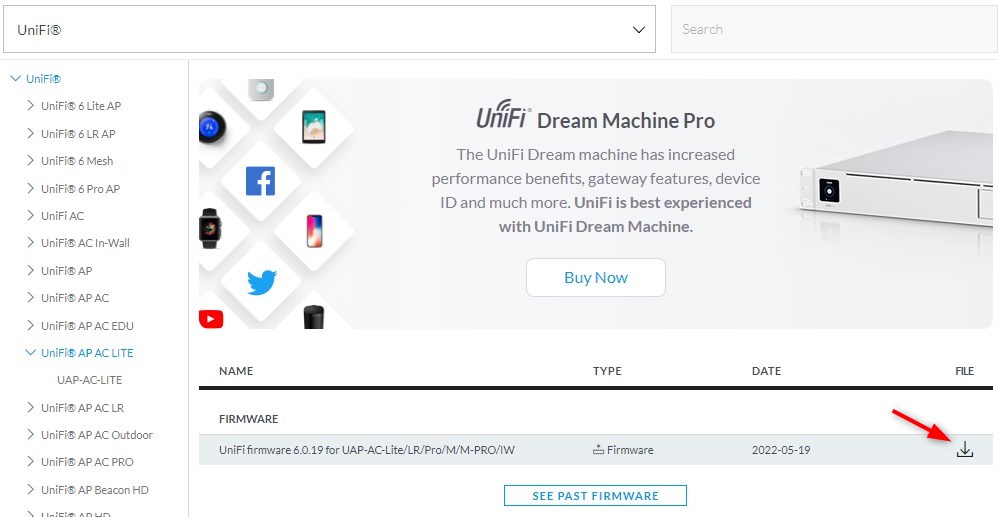 UniFi®
Search
UniFi®
UniFi® 6 Lite AP
UniFi® 6 LR AP
UniFi® 6 Mesh
UniFi® 6 Pro AP
UniFi AC
UniFi® AC In-Wall
UniFi® AP
UniFi® AP AC
UniFi® AP AC EDU
UniFi® AP AC LITE
UAP-AC-LITE
UniFi® AP AC LR
UniFi® AP AC Outdoor
UniFi® AP AC PRO
UniFi® AP Beacon HD
UniFi® AP HD
UniFi® Dream Machine Pro
The UniFi Dream machine has increased
performance benefits, gateway features, device
ID and much more. UniFi is best experienced
with UniFi Dream Machine.
Buy Now
NAME TYPE DATE FILE
FIRMWARE
UniFi firmware 6.0.19 for UAP-AC-Lite/LR/Pro/M/M-PRO/IW Firmware 2022-05-19
SEE PAST FIRMWARE